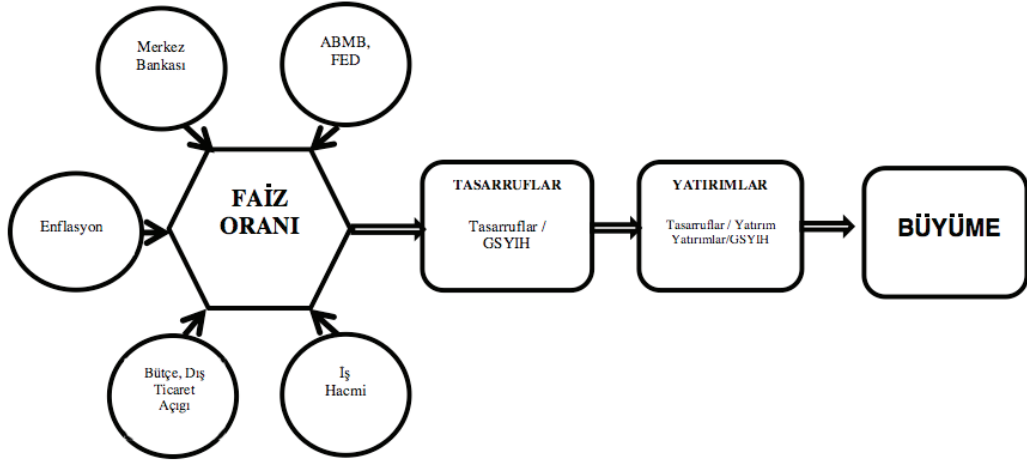 Merkez
Bankası
ABMB,
FED
Enflasyon
FAİZ
ORANI
TASARRUFLAR
Tasarruflar /
GSYIH
YATIRIMLAR
Tasarruflar / Yatırım
Yatırımlar/GSYIH
BÜYÜME
Bütçe, Dış
Ticaret
Açıgı
İş
Hacmi